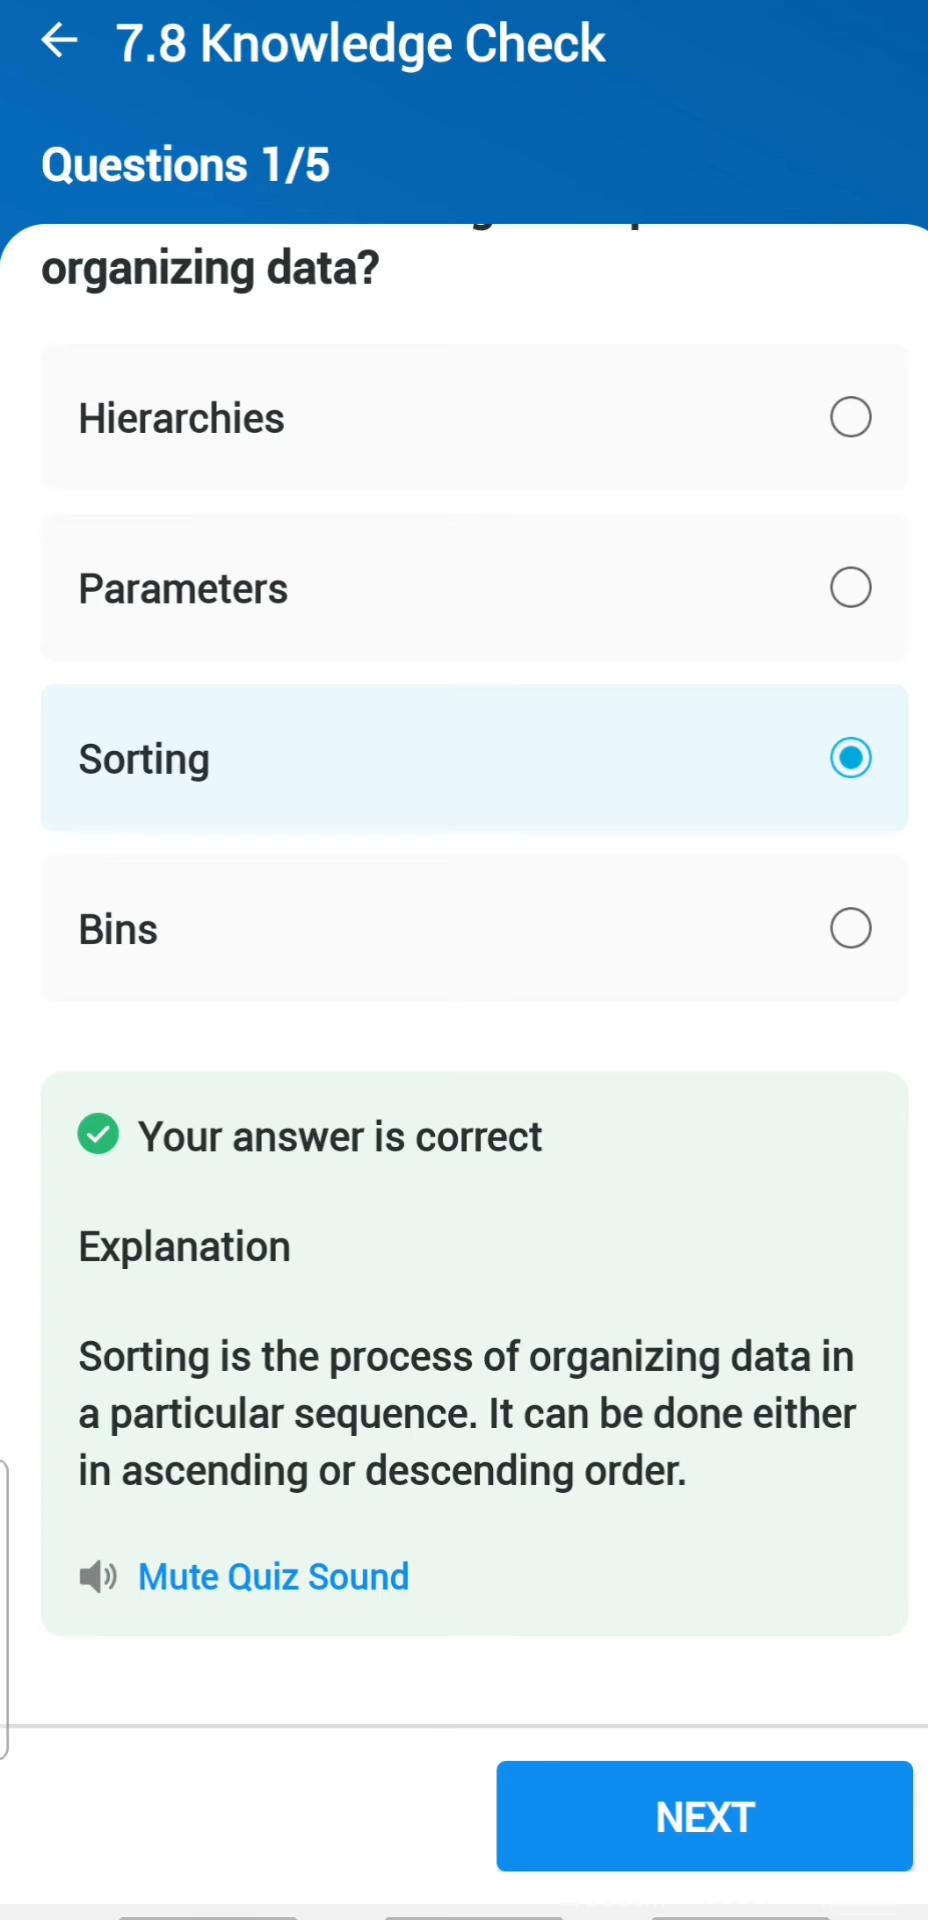 7.8 Knowledge Check
Questions 1/5
organizing data?
Hierarchies
Parameters
Sorting
Bins
Your answer is correct
Explanation
Sorting is the process of organizing data in
a particular sequence. It can be done either
in ascending or descending order.
Mute Quiz Sound
NEXT